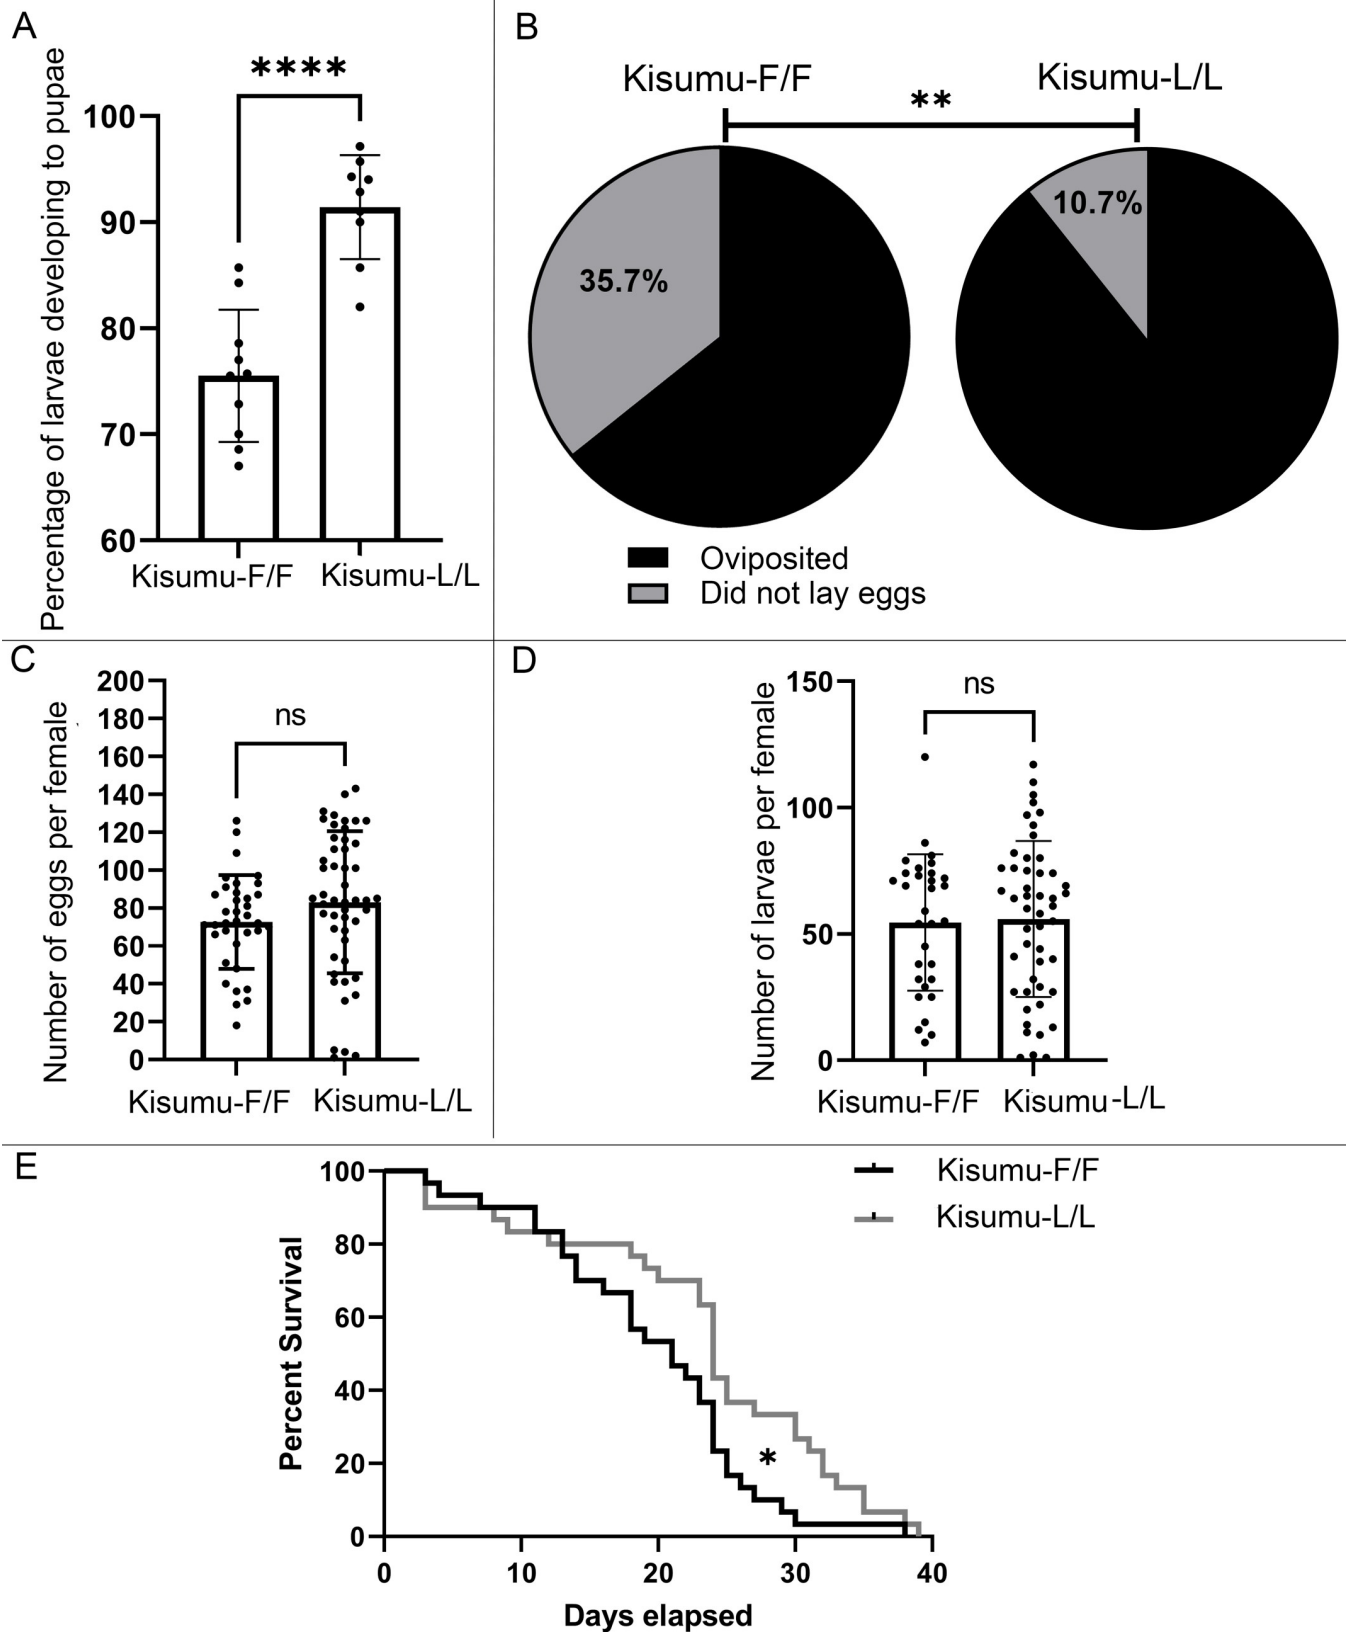 A
Percentage of larvae developing to pupae
****
100
90
80
70
60
Kisumu-F/F
Kisumu-L/L
B
Kisumu-F/F
Kisumu-L/L
**
35.7%
10.7%
Oviposited
Did not lay eggs
C
Number of eggs per female
200
180
160
140
120
100
80
60
40
20
0
ns
Kisumu-F/F
Kisumu-L/L
D
Number of larvae per female
150
100
50
0
ns
Kisumu-F/F
Kisumu-L/L
E
Percent Survival
100
80
60
40
20
0
Kisumu-F/F
Kisumu-L/L
*
0
10
20
30
40
Days elapsed